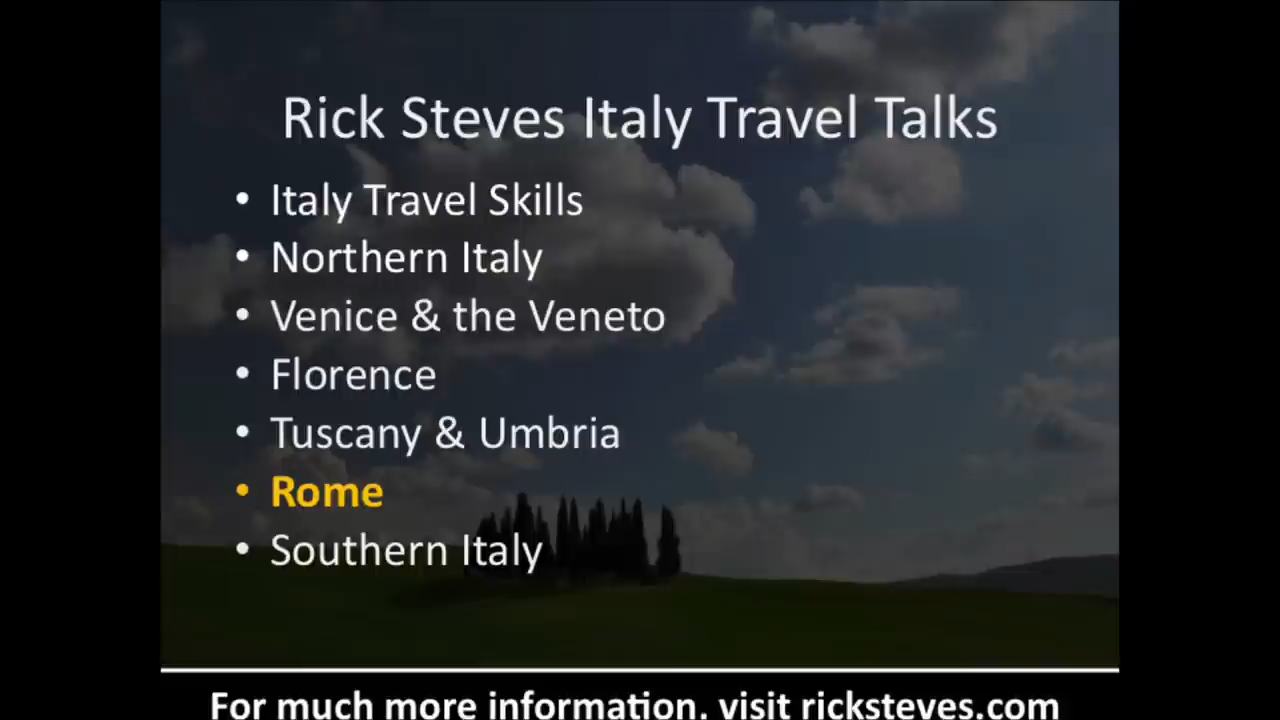 Rick Steves Italy Travel Talks
• Italy Travel Skills
• Northern Italy
• Venice & the Veneto
• Florence
• Tuscany & Umbria
• Rome
• Southern Italy
For much more information, visit ricksteves.com